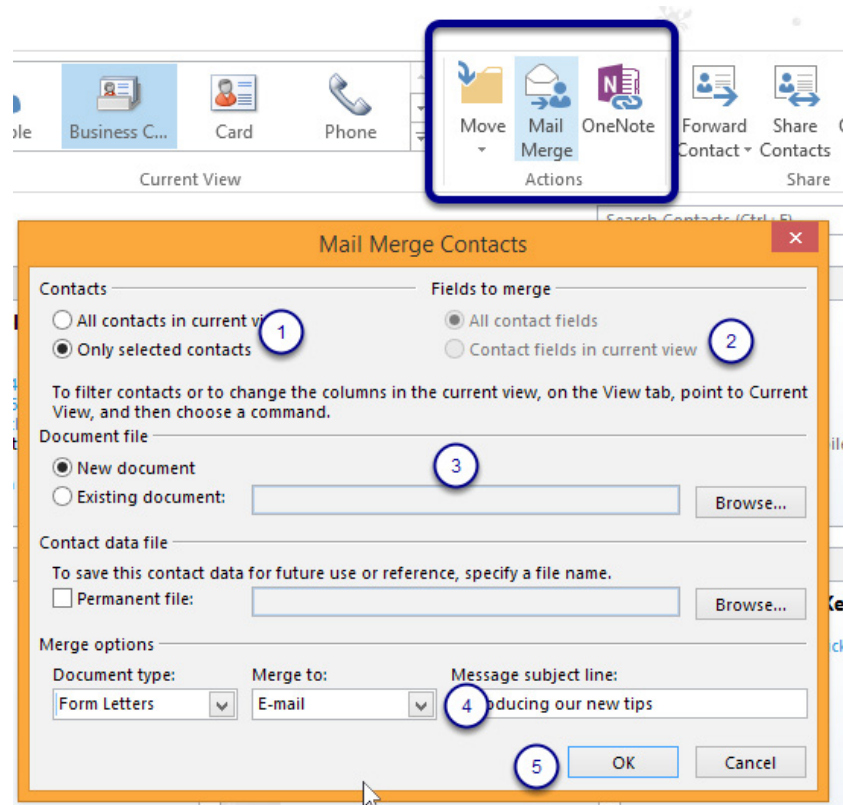 Business C...
Card
Phone
Move
Mail
Merge
OneNote
Forward
Contact
Share
Contacts
Current View
Actions
Share
Search Contacts (Ctrl+E)
Mail Merge Contacts
Contacts
Fields to merge
All contacts in current
1
All contact fields
Only selected contacts
Contact fields in current view
2
To filter contacts or to change the columns in the current view, on the View tab, point to Current
View, and then choose a command.
Document file
New document
3
Existing document:
Browse...
Contact data file
To save this contact data for future use or reference, specify a file name.
Permanent file:
Browse...
Merge options
Document type:
Merge to:
Message subject line:
Form Letters
E-mail
4
oducing our new tips
5
OK
Cancel